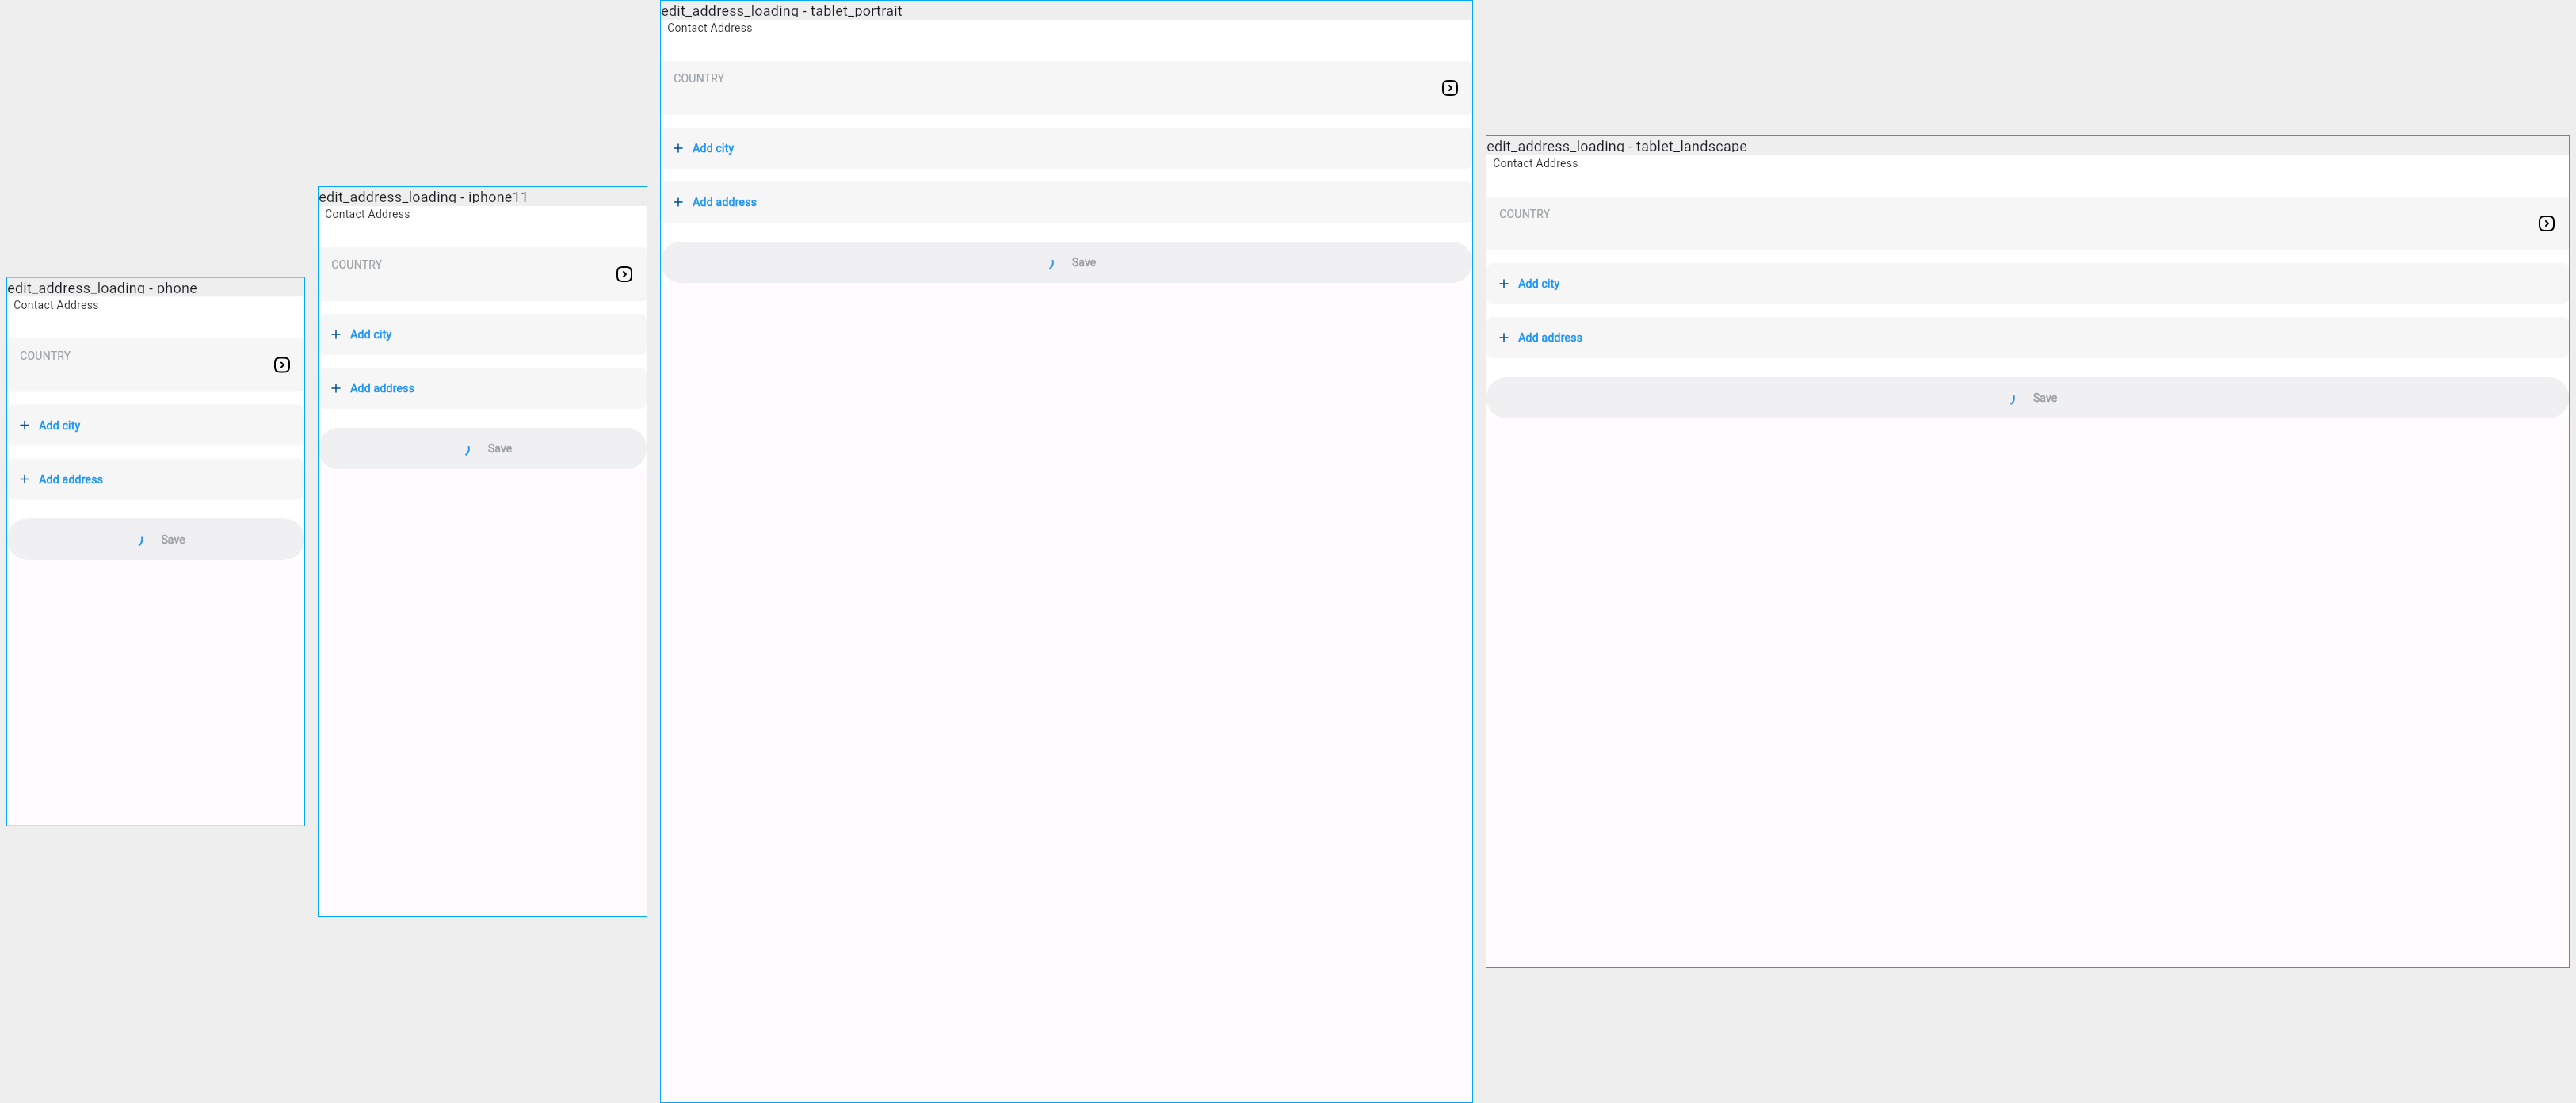 edit_address_loading - phone
Contact Address
COUNTRY
Add city
Add address
Save
edit_address_loading - iphone11
Contact Address
COUNTRY
Add city
Add address
Save
edit_address_loading - tablet_portrait
Contact Address
COUNTRY
Add city
Add address
Save
edit_address_loading - tablet_landscape
Contact Address
COUNTRY
Add city
Add address
Save